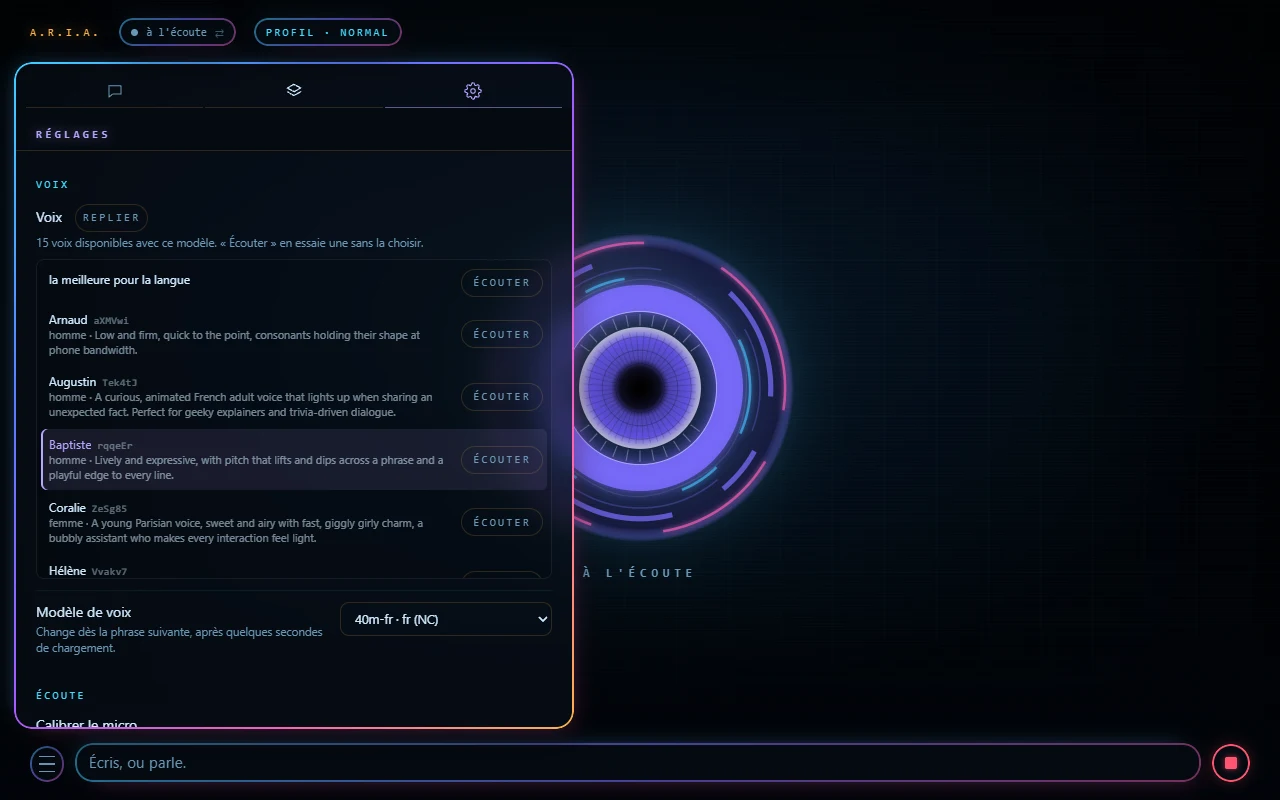 A.R.I.A.
à l'écoute ⇄
PROFIL · NORMAL
RÉGLAGES
VOIX
Voix
REPLIER
15 voix disponibles avec ce modèle. « Écouter » en essaie une sans la choisir.
la meilleure pour la langue
ÉCOUTER
Arnaud aXMVwi
homme · Low and firm, quick to the point, consonants holding their shape at
phone bandwidth.
ÉCOUTER
Augustin Tek4tJ
homme · A curious, animated French adult voice that lights up when sharing an
unexpected fact. Perfect for geeky explainers and trivia-driven dialogue.
ÉCOUTER
Baptiste rqqeEr
homme · Lively and expressive, with pitch that lifts and dips across a phrase and a
playful edge to every line.
ÉCOUTER
Coralie ZeSg85
femme · A young Parisian voice, sweet and airy with fast, giggly girly charm, a
bubbly assistant who makes every interaction feel light.
ÉCOUTER
Hélène Vvakv7
À L'ÉCOUTE
Modèle de voix
40m-fr · fr (NC)
Change dès la phrase suivante, après quelques secondes
de chargement.
ÉCOUTE
Calibrer le micro
Écris, ou parle.